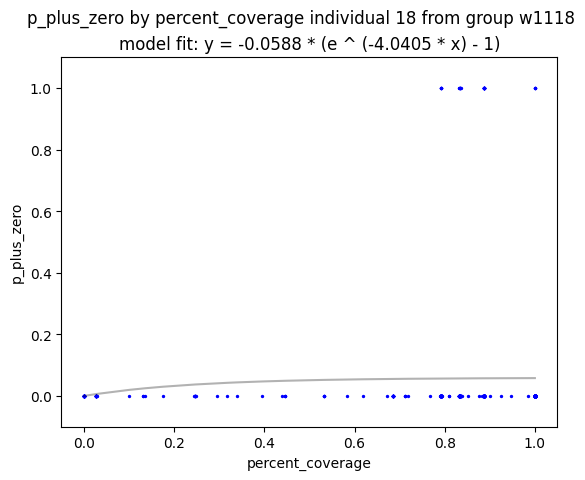 p_plus_zero by percent_coverage individual 18 from group w1118
model fit: y = -0.0588 * (e ^ (-4.0405 * x) - 1)
1.0
0.8
0.6
0.4
0.2
0.0
p_plus_zero
0.0 0.2 0.4 0.6 0.8 1.0
percent_coverage